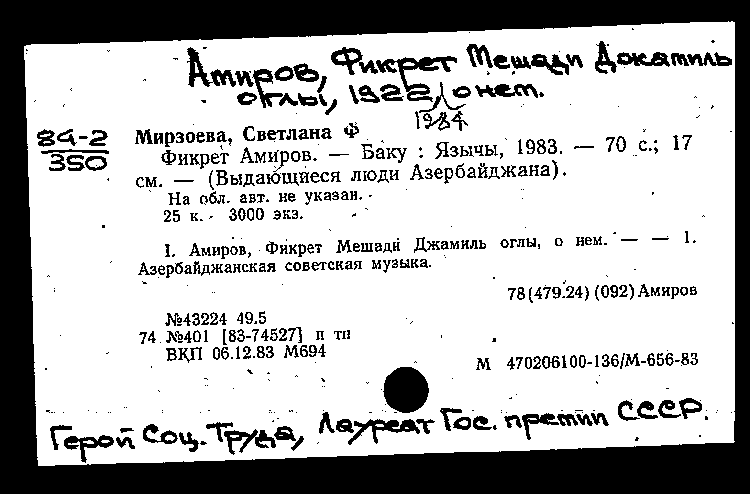 Амиров, Фикрет Мешади Джамиль
оглы, 1922, о нем.
1984
84-2
350
Мирзоева, Светлана Ф
Фикрет Амиров. — Баку : Язычы, 1983. — 70 с.; 17
см. — (Выдающиеся люди Азербайджана).
На обл. авт. не указан.
25 к. 3000 экз.
I. Амиров, Фикрет Мешади Джамиль оглы, о нем. — — 1.
Азербайджанская советская музыка.
78(479.24)(092)Амиров
№43224 49.5
74 №401 [83-74527] п тп
ВКП 06.12.83 М694
М 470206100-136/М-656-83
Герой Соц. Труда, Лауреат Гос. премии СССР.